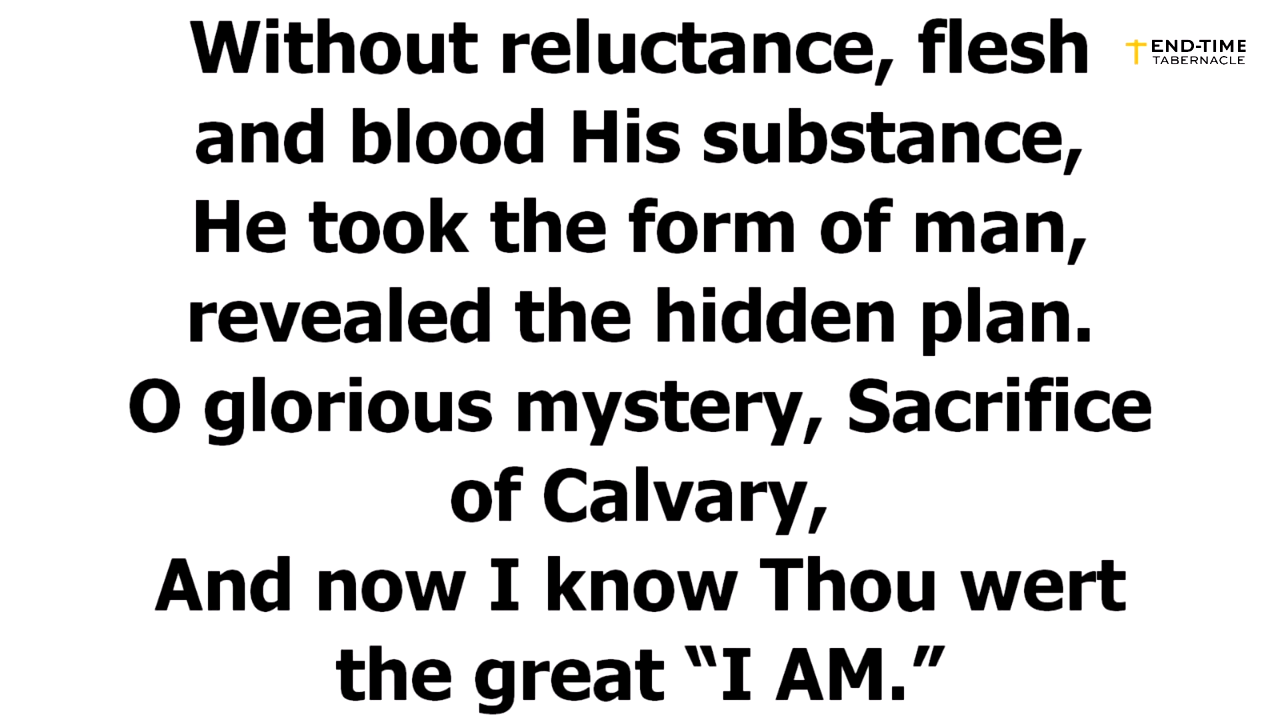 Without reluctance, flesh
and blood His substance,
He took the form of man,
revealed the hidden plan.
O glorious mystery, Sacrifice
of Calvary,
And now I know Thou wert
the great “I AM.”
END-TIME
TABERNACLE